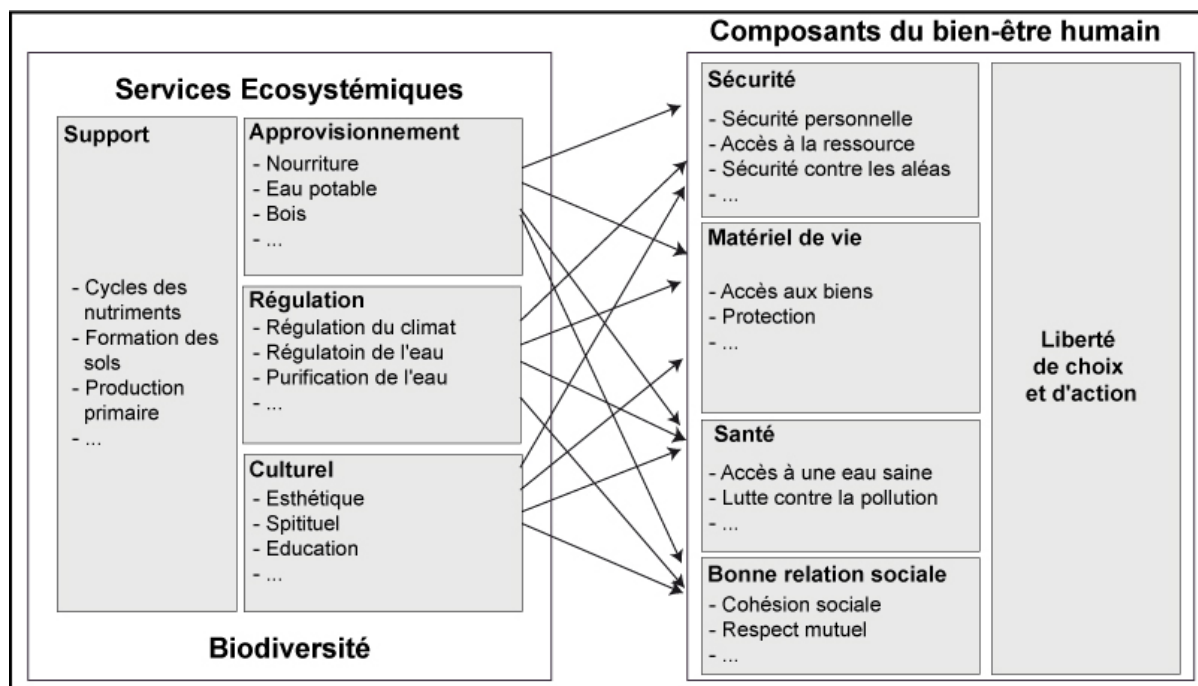 Composants du bien-être humain
Services Ecosystémiques
Support
- Cycles des
nutriments
- Formation des
sols
- Production
primaire
- ...
Approvisionnement
- Nourriture
- Eau potable
- Bois
- ...
Régulation
- Régulation du climat
- Régulatoin de l'eau
- Purification de l'eau
- ...
Culturel
- Esthétique
- Spitituel
- Education
- ...
Biodiversité
Sécurité
- Sécurité personnelle
- Accès à la ressource
- Sécurité contre les aléas
- ...
Matériel de vie
- Accès aux biens
- Protection
- ...
Santé
- Accès à une eau saine
- Lutte contre la pollution
- ...
Bonne relation sociale
- Cohésion sociale
- Respect mutuel
- ...
Liberté
de choix
et d'action